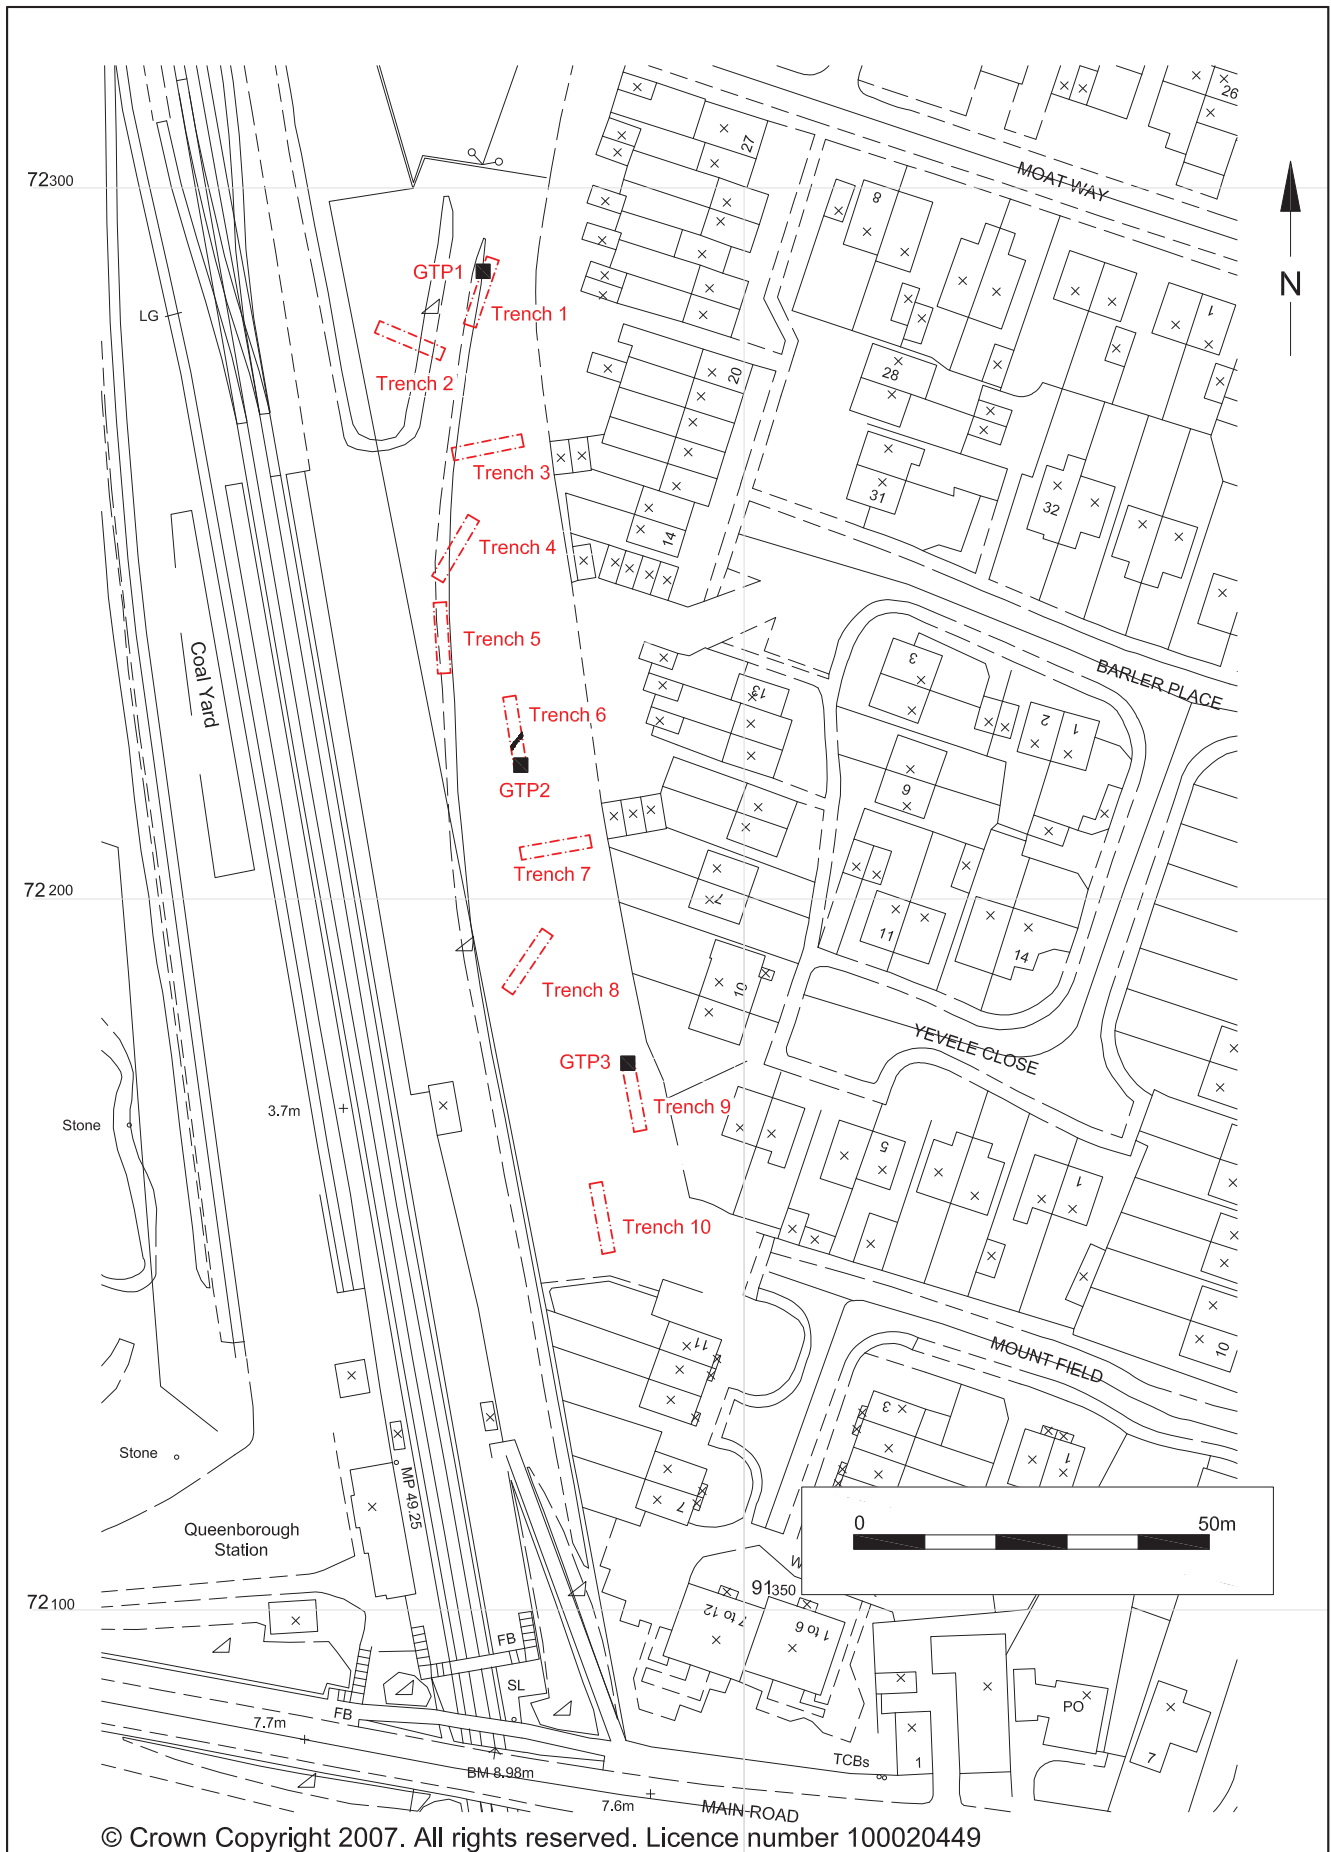 MOAT WAY
26
27
8
72300
N
GTP1
Trench 1
LG
1
Trench 2
20
28
Trench 3
31
32
14
Trench 4
Coal Yard
Trench 5
3
BARLER PLACE
13
Trench 6
2
1
GTP2
9
Trench 7
7
72200
11
14
10
Trench 8
YEVELE CLOSE
GTP3
Trench 9
3.7m
Stone
5
1
Trench 10
11
MOUNT FIELD
10
3
Stone
1
MP 49.25
7
0
50m
Queenborough
Station
W
91350
72100
7 to 12
1 to 6
FB
SL
FB
PO
7.7m
TCBs
1
7
BM 8.98m
7.6m
MAIN ROAD
© Crown Copyright 2007. All rights reserved. Licence number 100020449